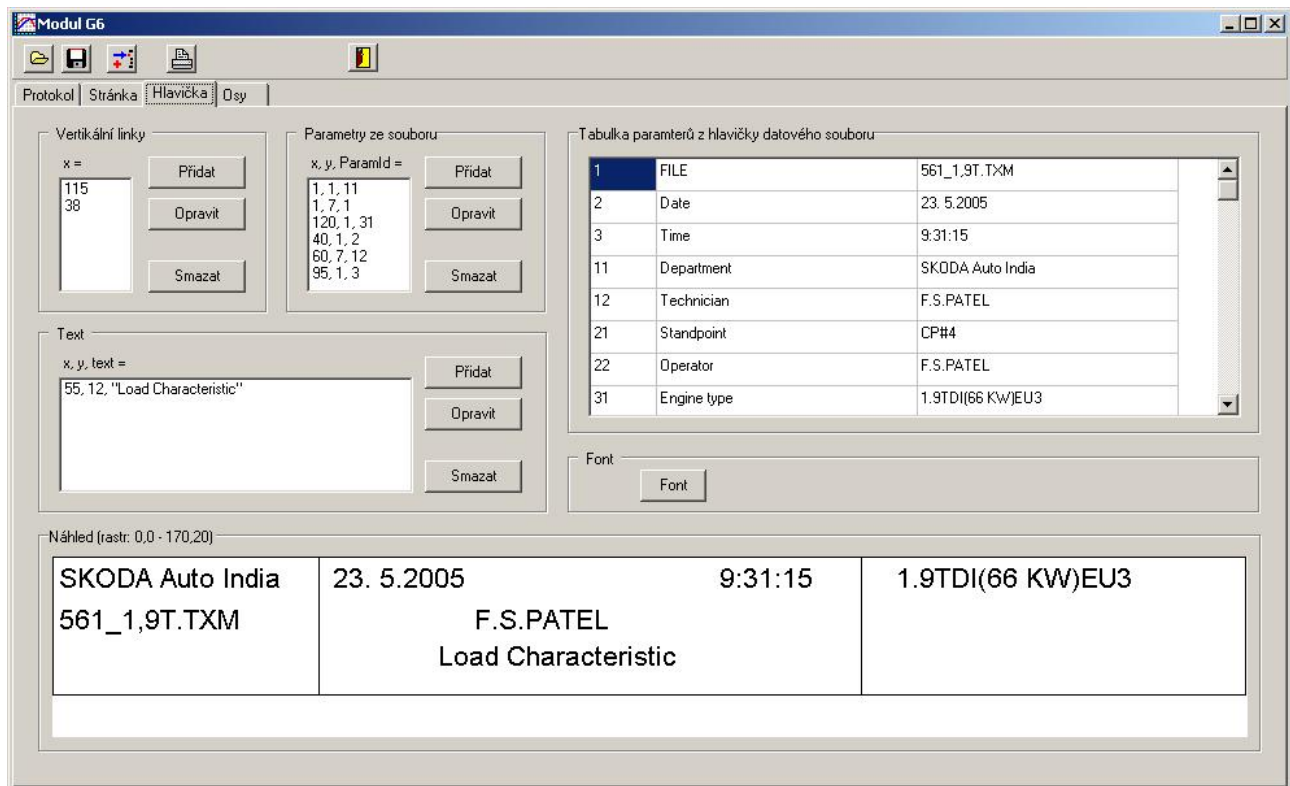 Modul G6
Protokol Stránka Hlavička Osy
Vertikální linky
x =
115
38
Přidat
Opravit
Smazat
Parametry ze souboru
x, y, ParamId =
1, 1, 11
1, 7, 1
120, 1, 31
40, 1, 2
60, 7, 12
95, 1, 3
Přidat
Opravit
Smazat
Tabulka paramterů z hlavičky datového souboru
1 FILE 561_1,9T.TXM
2 Date 23. 5.2005
3 Time 9:31:15
11 Department SKODA Auto India
12 Technician F.S.PATEL
21 Standpoint CP#4
22 Operator F.S.PATEL
31 Engine type 1.9TDI(66 KW)EU3
Text
x, y, text =
55, 12, "Load Characteristic"
Přidat
Opravit
Smazat
Font
Font
Náhled (rastr: 0,0 - 170,20)
SKODA Auto India 23. 5.2005 9:31:15 1.9TDI(66 KW)EU3
561_1,9T.TXM F.S.PATEL
Load Characteristic